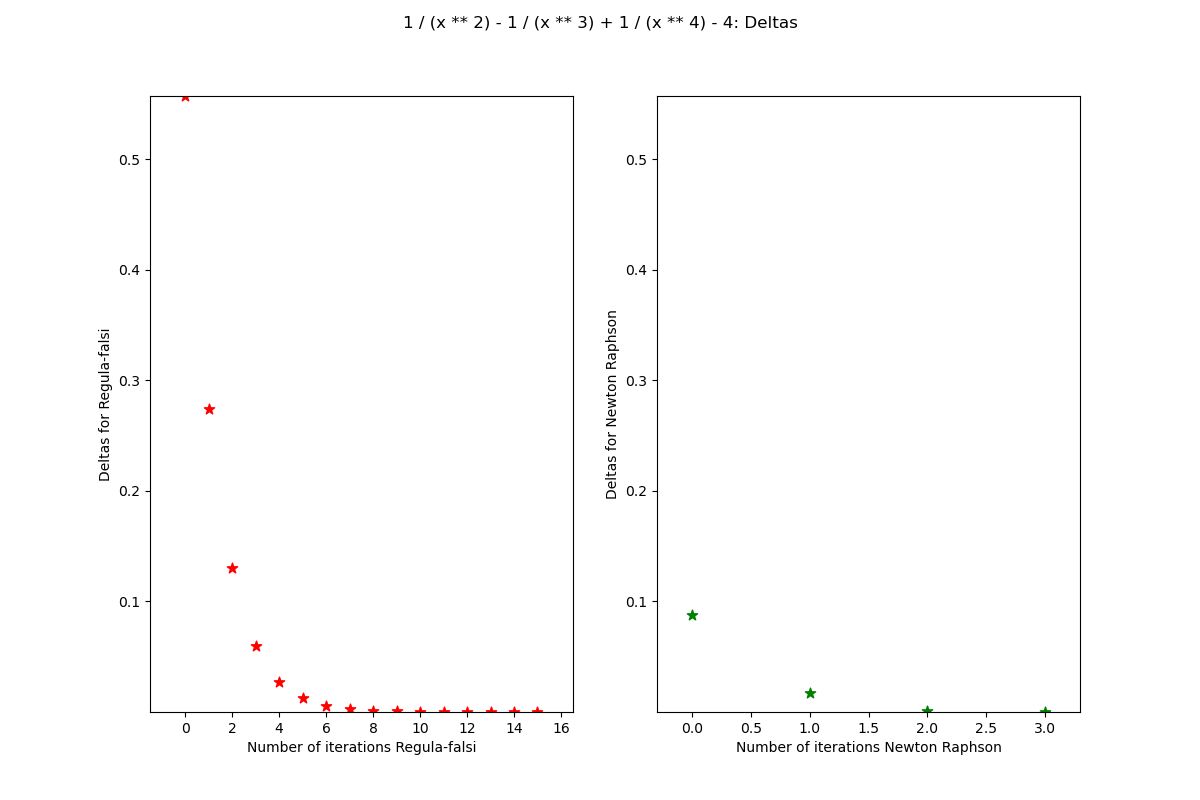 1 / (x ** 2) - 1 / (x ** 3) + 1 / (x ** 4) - 4: Deltas
Deltas for Regula-falsi
0.5
0.4
0.3
0.2
0.1
0 2 4 6 8 10 12 14 16
Number of iterations Regula-falsi
Deltas for Newton Raphson
0.5
0.4
0.3
0.2
0.1
0.0 0.5 1.0 1.5 2.0 2.5 3.0
Number of iterations Newton Raphson